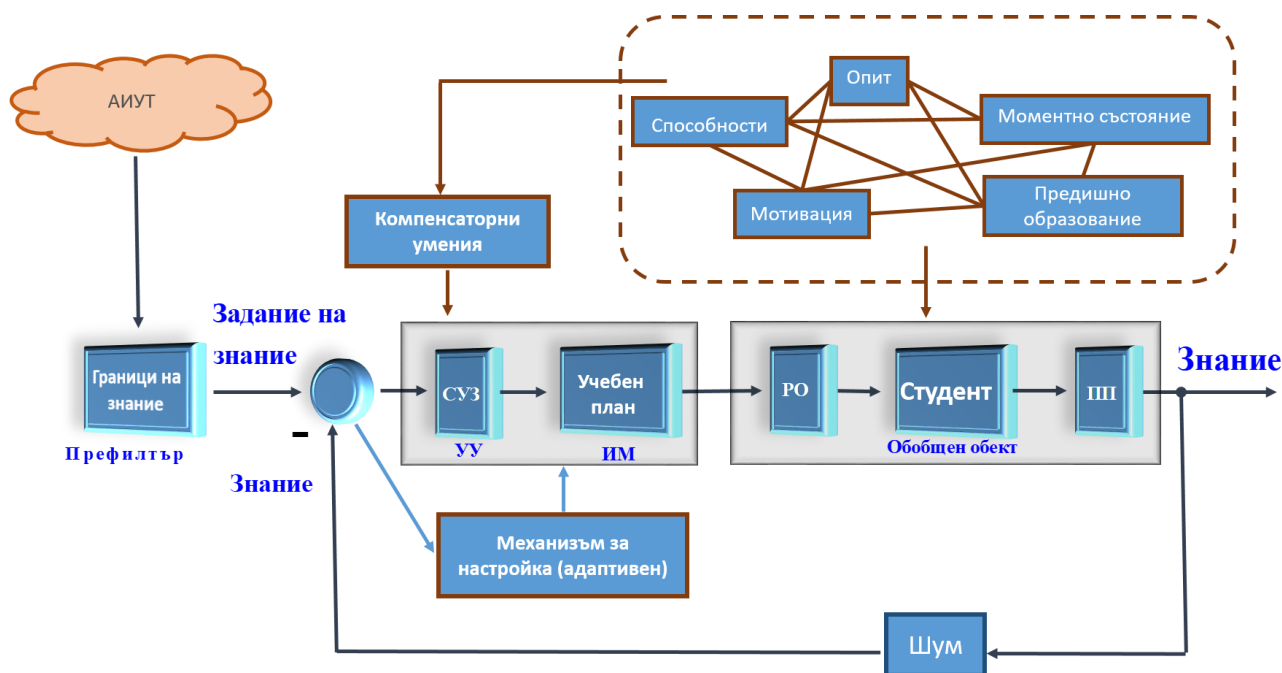 АИУТ
Опит
Способности
Моментно състояние
Мотивация
Предишно
образование
Компенсаторни
умения
Задание на
знание
Граници на
знание
Префилтър
-
Знание
СУЗ
УУ
Учебен
план
ИМ
РО
Студент
ПП
Обобщен обект
Знание
Механизъм за
настройка (адаптивен)
Шум